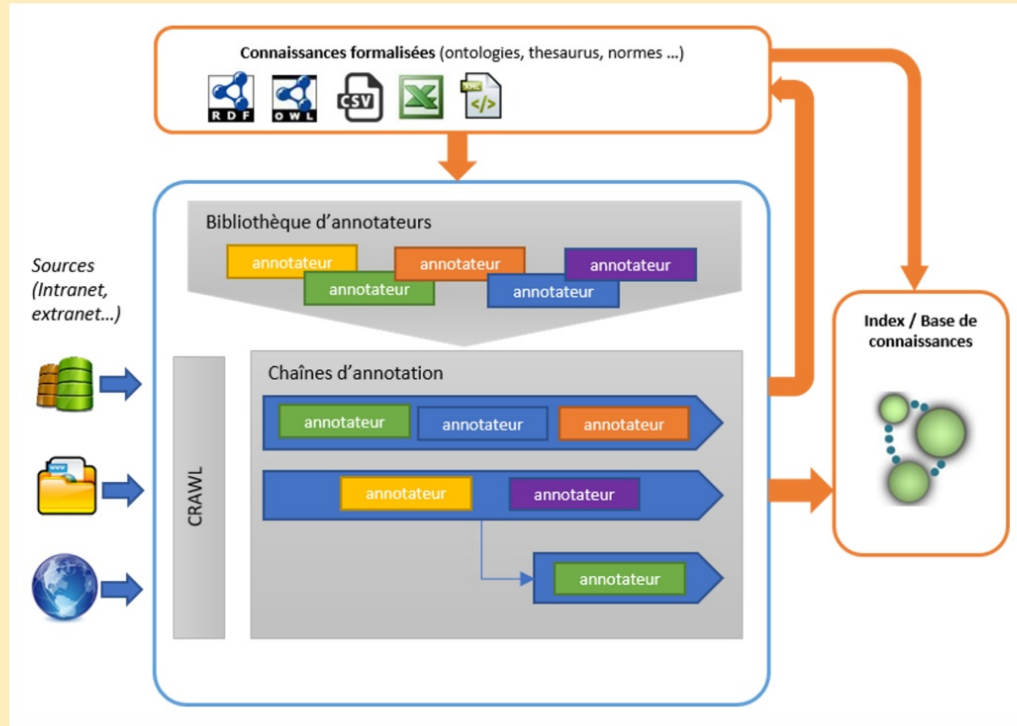 Connaissances formalisées (ontologies, thesaurus, normes ...)
RDF
OWL
CSV
Bibliothèque d’annotateurs
annotateur
annotateur
annotateur
annotateur
annotateur
Sources
(Intranet,
extranet...)
Index / Base de
connaissances
CRAWL
Chaînes d’annotation
annotateur
annotateur
annotateur
annotateur
annotateur
annotateur